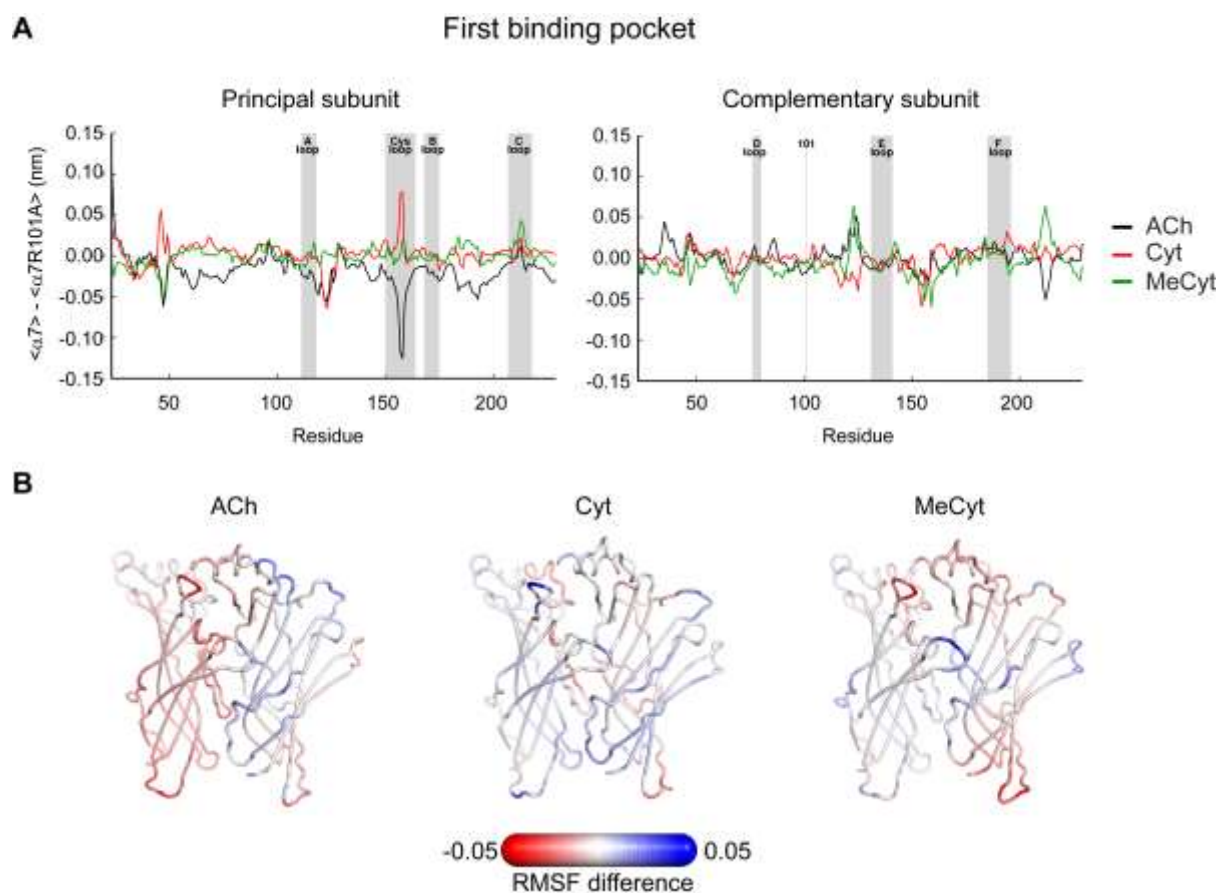 A
First binding pocket
Principal subunit
Complementary subunit
<α7> - <α7R101A> (nm)
0.15
0.10
0.05
0.00
-0.05
-0.10
-0.15
A
loop
Cys
loop
B
loop
C
loop
50
100
150
200
Residue
0.15
0.10
0.05
0.00
-0.05
-0.10
-0.15
D
loop
101
E
loop
F
loop
50
100
150
200
Residue
ACh
Cyt
MeCyt
B
ACh
Cyt
MeCyt
-0.05
0.05
RMSF difference